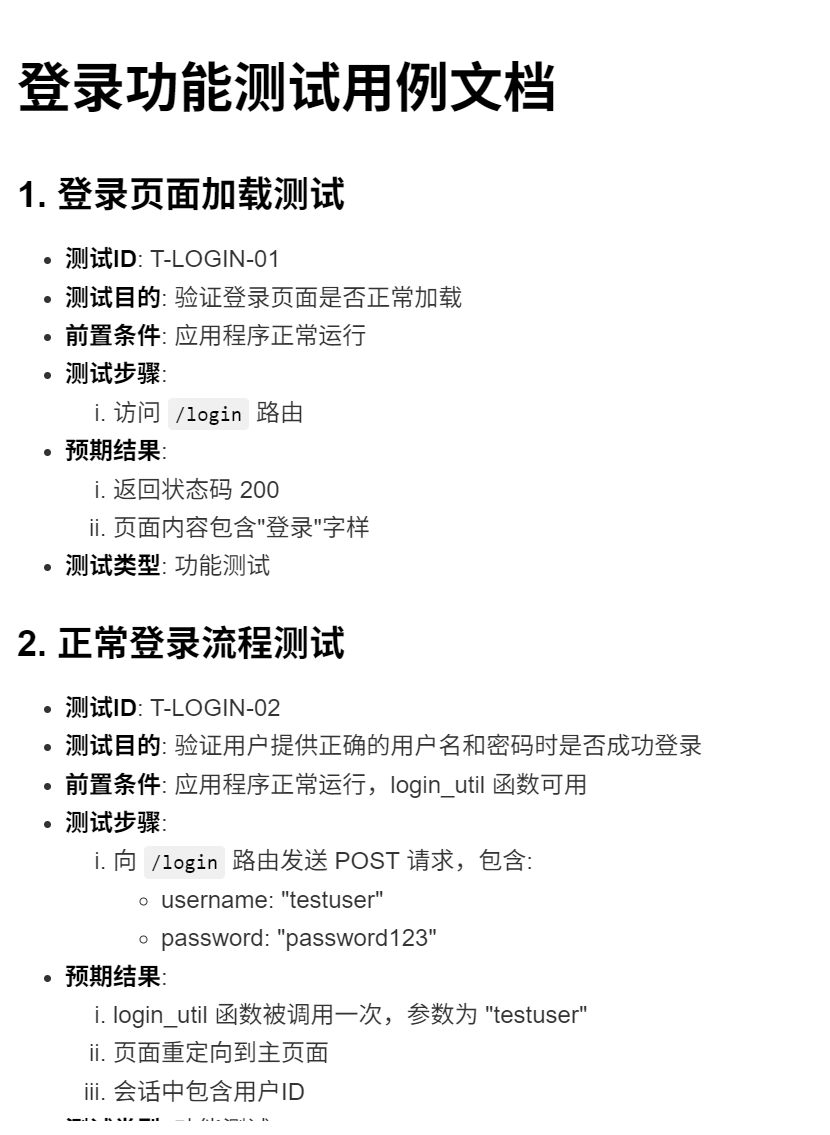 登录功能测试用例文档
1. 登录页面加载测试
• 测试ID: T-LOGIN-01
• 测试目的: 验证登录页面是否正常加载
• 前置条件: 应用程序正常运行
• 测试步骤:
i. 访问 /login 路由
• 预期结果:
i. 返回状态码 200
ii. 页面内容包含"登录"字样
• 测试类型: 功能测试
2. 正常登录流程测试
• 测试ID: T-LOGIN-02
• 测试目的: 验证用户提供正确的用户名和密码时是否成功登录
• 前置条件: 应用程序正常运行，login_util 函数可用
• 测试步骤:
i. 向 /login 路由发送 POST 请求，包含:
◦ username: "testuser"
◦ password: "password123"
• 预期结果:
i. login_util 函数被调用一次，参数为 "testuser"
ii. 页面重定向到主页面
iii. 会话中包含用户ID